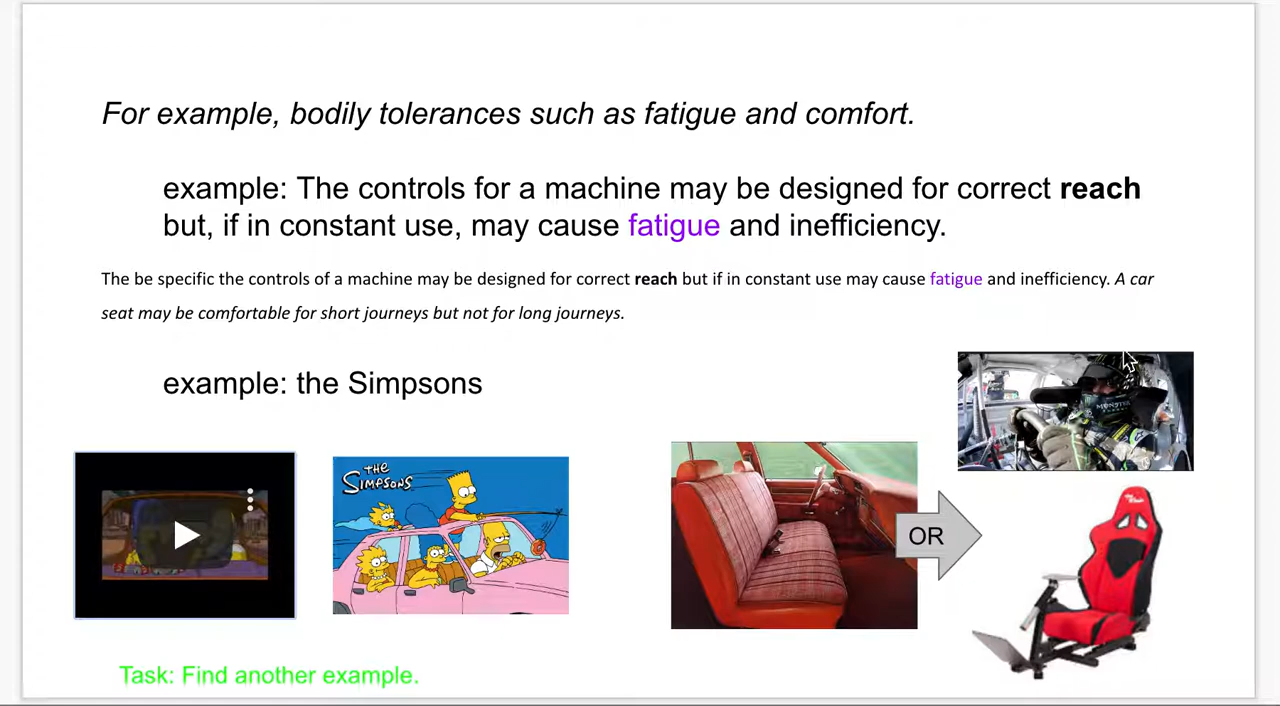 For example, bodily tolerances such as fatigue and comfort.
example: The controls for a machine may be designed for correct reach
but, if in constant use, may cause fatigue and inefficiency.
The be specific the controls of a machine may be designed for correct reach but if in constant use may cause fatigue and inefficiency. A car
seat may be comfortable for short journeys but not for long journeys.
example: the Simpsons
MONSTER
THE
SIMPSONS
OR
Task: Find another example.